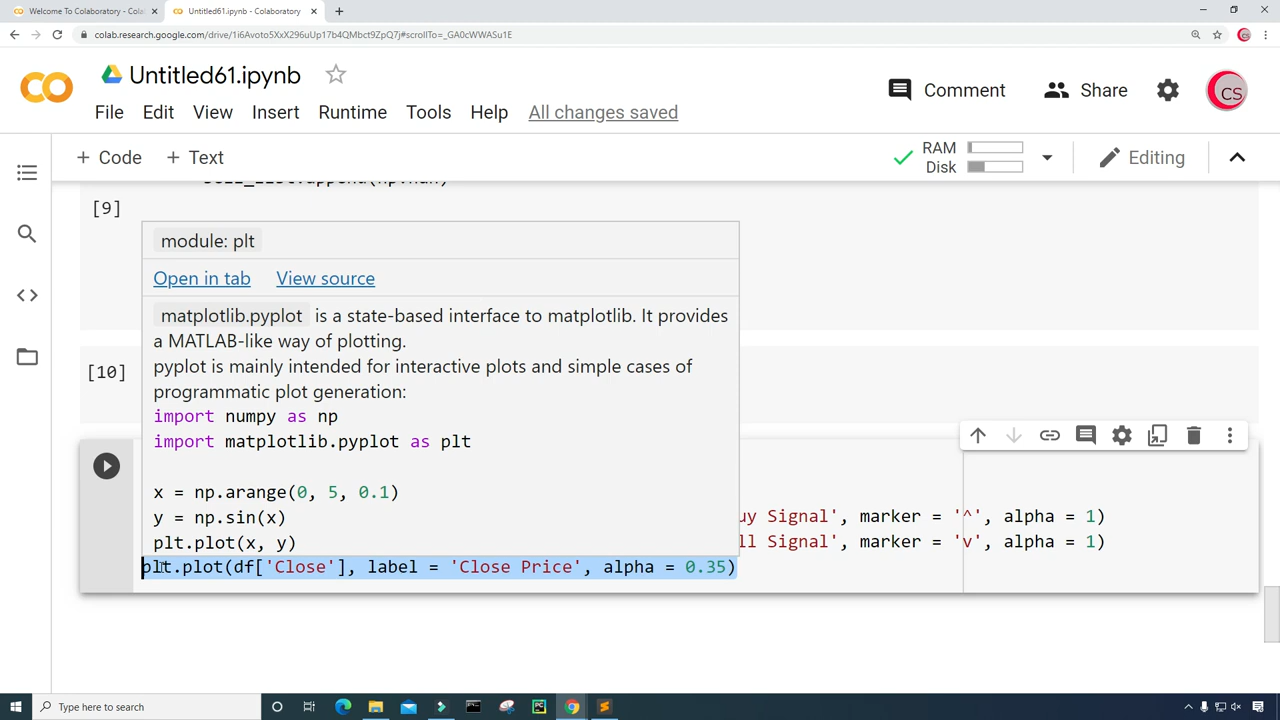 Welcome To Colaboratory - Colab
Untitled61.ipynb - Colaboratory
colab.research.google.com/drive/1i6Avoto5XxX296uUp17b4QMbct9ZpQ7j#scrollTo=_GA0cWWASu1E
Untitled61.ipynb
Comment
Share
CS
File Edit View Insert Runtime Tools Help All changes saved
+ Code + Text
RAM
Disk
Editing
[9]
module: plt
Open in tab View source
matplotlib.pyplot is a state-based interface to matplotlib. It provides
a MATLAB-like way of plotting.
pyplot is mainly intended for interactive plots and simple cases of
programmatic plot generation:
[10]
import numpy as np
import matplotlib.pyplot as plt
x = np.arange(0, 5, 0.1)
y = np.sin(x)
plt.plot(x, y)
uy Signal', marker = '^', alpha = 1)
ll Signal', marker = 'v', alpha = 1)
plt.plot(df['Close'], label = 'Close Price', alpha = 0.35)
Type here to search